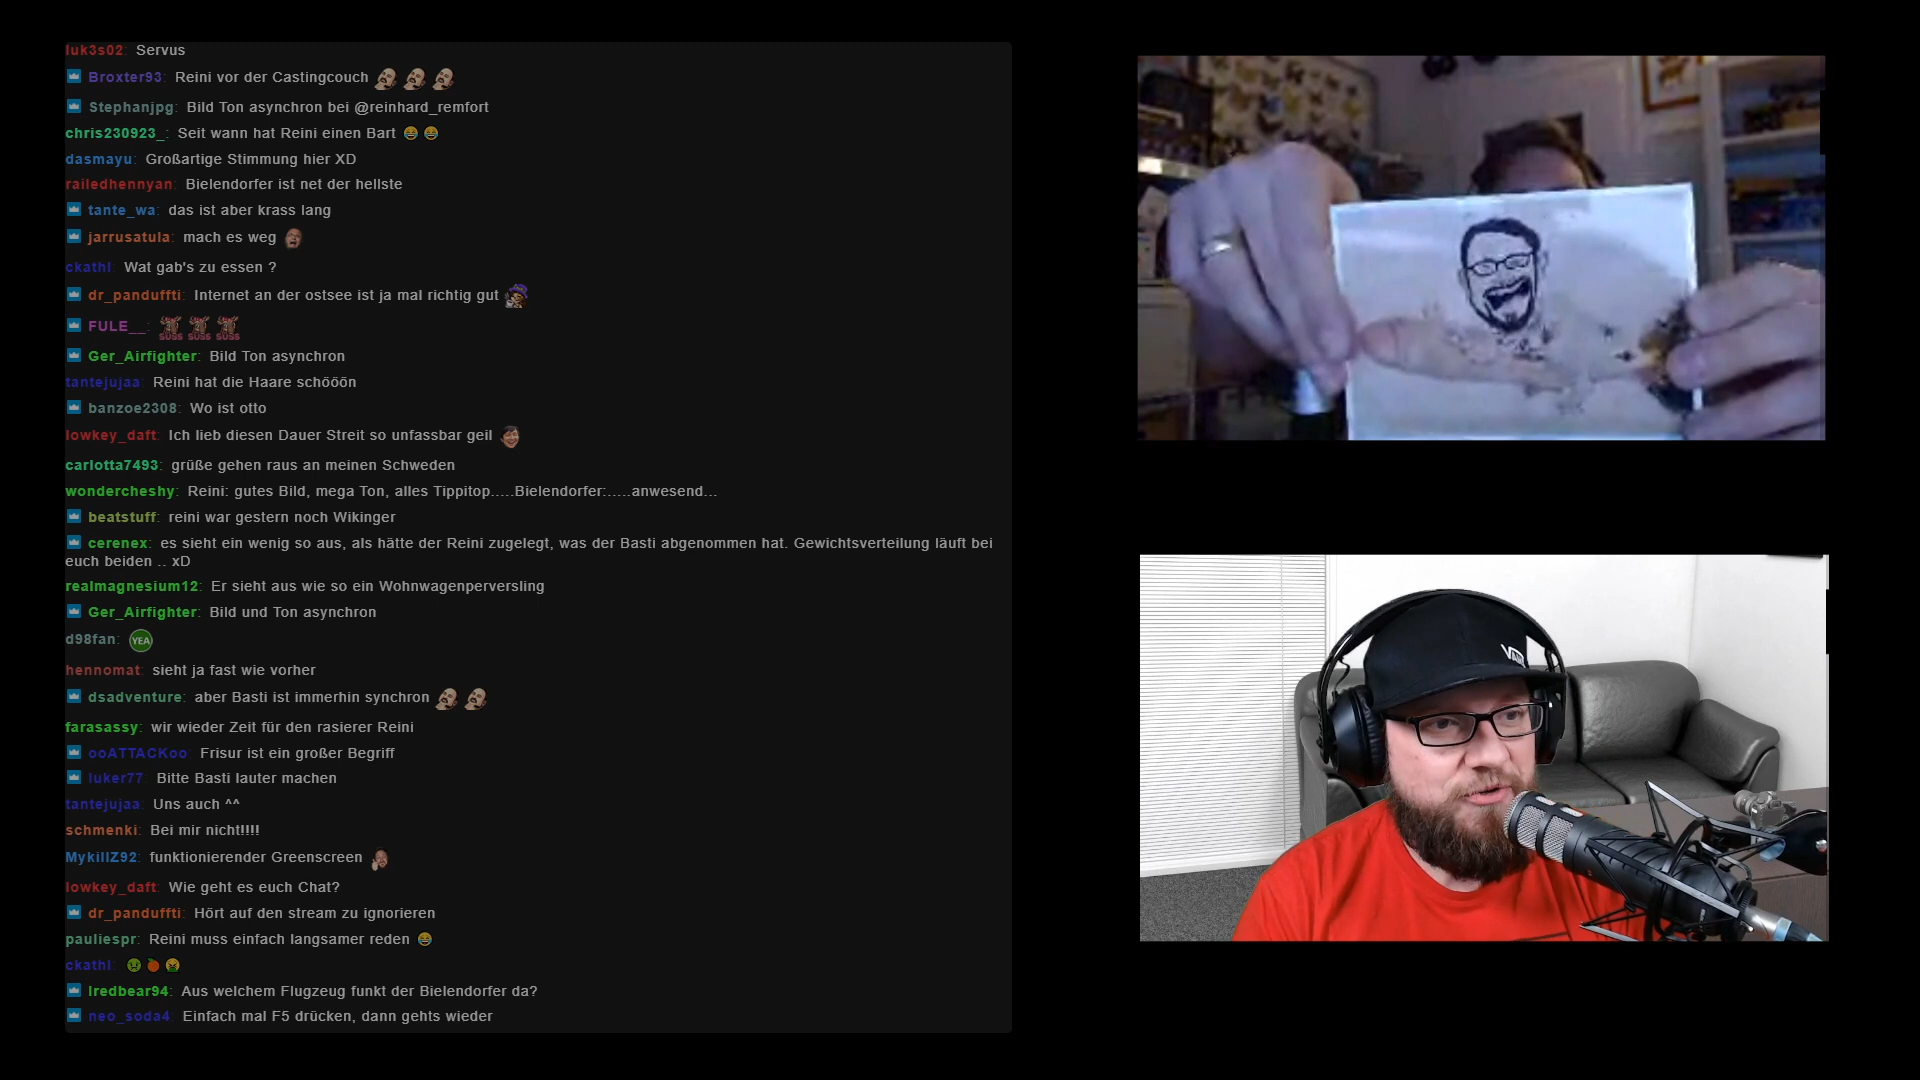 luk3s02: Servus
Broxter93: Reini vor der Castingcouch
Stephanjpg: Bild Ton asynchron bei @reinhard_remfort
chris230923_: Seit wann hat Reini einen Bart
dasmayu: Großartige Stimmung hier XD
railedhennyan: Bielendorfer ist net der hellste
tante_wa: das ist aber krass lang
jarrusatula: mach es weg
ckathl: Wat gab's zu essen ?
dr_panduffti: Internet an der ostsee ist ja mal richtig gut
FULE__: SÜSS SÜSS SÜSS
Ger_Airfighter: Bild Ton asynchron
tantejujaa: Reini hat die Haare schööön
banzoe2308: Wo ist otto
lowkey_daft: Ich lieb diesen Dauer Streit so unfassbar geil
carlotta7493: grüße gehen raus an meinen Schweden
wondercheshy: Reini: gutes Bild, mega Ton, alles Tippitop.....Bielendorfer:.....anwesend...
beatstuff: reini war gestern noch Wikinger
cerenex: es sieht ein wenig so aus, als hätte der Reini zugelegt, was der Basti abgenommen hat. Gewichtsverteilung läuft bei
euch beiden .. xD
realmagnesium12: Er sieht aus wie so ein Wohnwagenperversling
Ger_Airfighter: Bild und Ton asynchron
d98fan: YEA
hennomat: sieht ja fast wie vorher
dsadventure: aber Basti ist immerhin synchron
farasassy: wir wieder Zeit für den rasierer Reini
ooATTACKoo: Frisur ist ein großer Begriff
luker77: Bitte Basti lauter machen
tantejujaa: Uns auch ^^
schmenki: Bei mir nicht!!!!
MykillZ92: funktionierender Greenscreen
lowkey_daft: Wie geht es euch Chat?
dr_panduffti: Hört auf den stream zu ignorieren
pauliespr: Reini muss einfach langsamer reden
ckathl:
lredbear94: Aus welchem Flugzeug funkt der Bielendorfer da?
neo_soda4: Einfach mal F5 drücken, dann gehts wieder